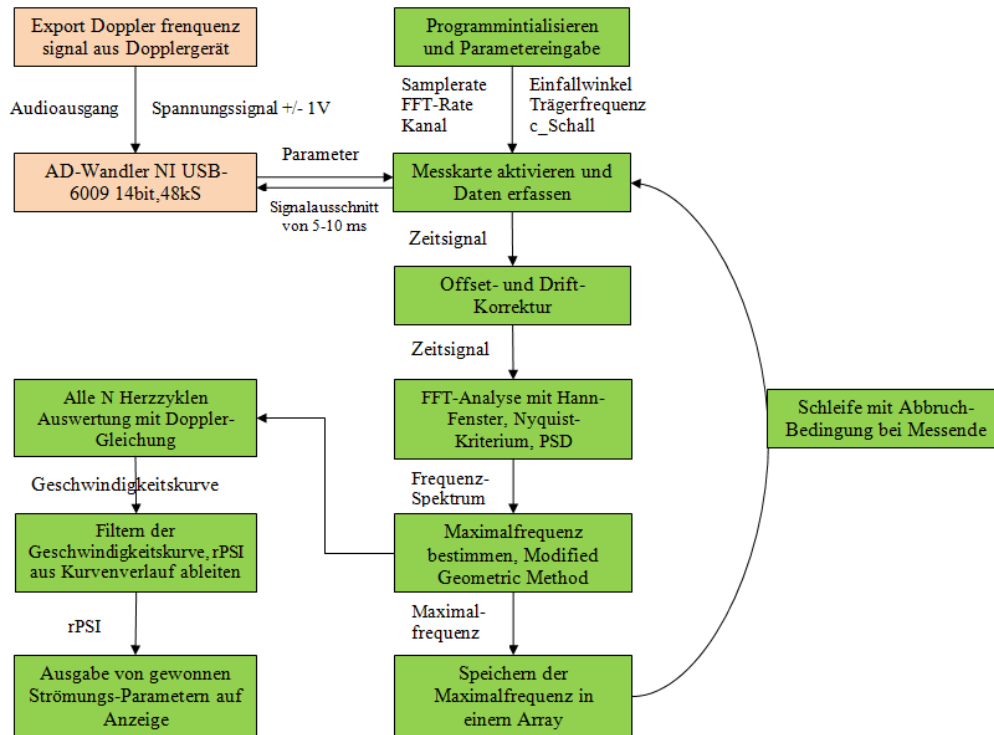 Export Doppler frenquenz
signal aus Dopplergerät
Programmintialisieren
und Parametereingabe
Audioausgang
Spannungssignal +/- 1V
Samplerate
FFT-Rate
Kanal
Einfallwinkel
Trägerfrequenz
c_Schall
AD-Wandler NI USB-
6009 14bit,48kS
Parameter
Signalausschnitt
von 5-10 ms
Messkarte aktivieren und
Daten erfassen
Zeitsignal
Offset- und Drift-
Korrektur
Zeitsignal
Alle N Herzzyklen
Auswertung mit Doppler-
Gleichung
FFT-Analyse mit Hann-
Fenster, Nyquist-
Kriterium, PSD
Schleife mit Abbruch-
Bedingung bei Messende
Geschwindigkeitskurve
Frequenz-
Spektrum
Filtern der
Geschwindigkeitskurve, rPSI
aus Kurvenverlauf ableiten
Maximalfrequenz
bestimmen, Modified
Geometric Method
rPSI
Maximal-
frequenz
Ausgabe von gewonnen
Strömungs-Parametern auf
Anzeige
Speichern der
Maximalfrequenz in
einem Array